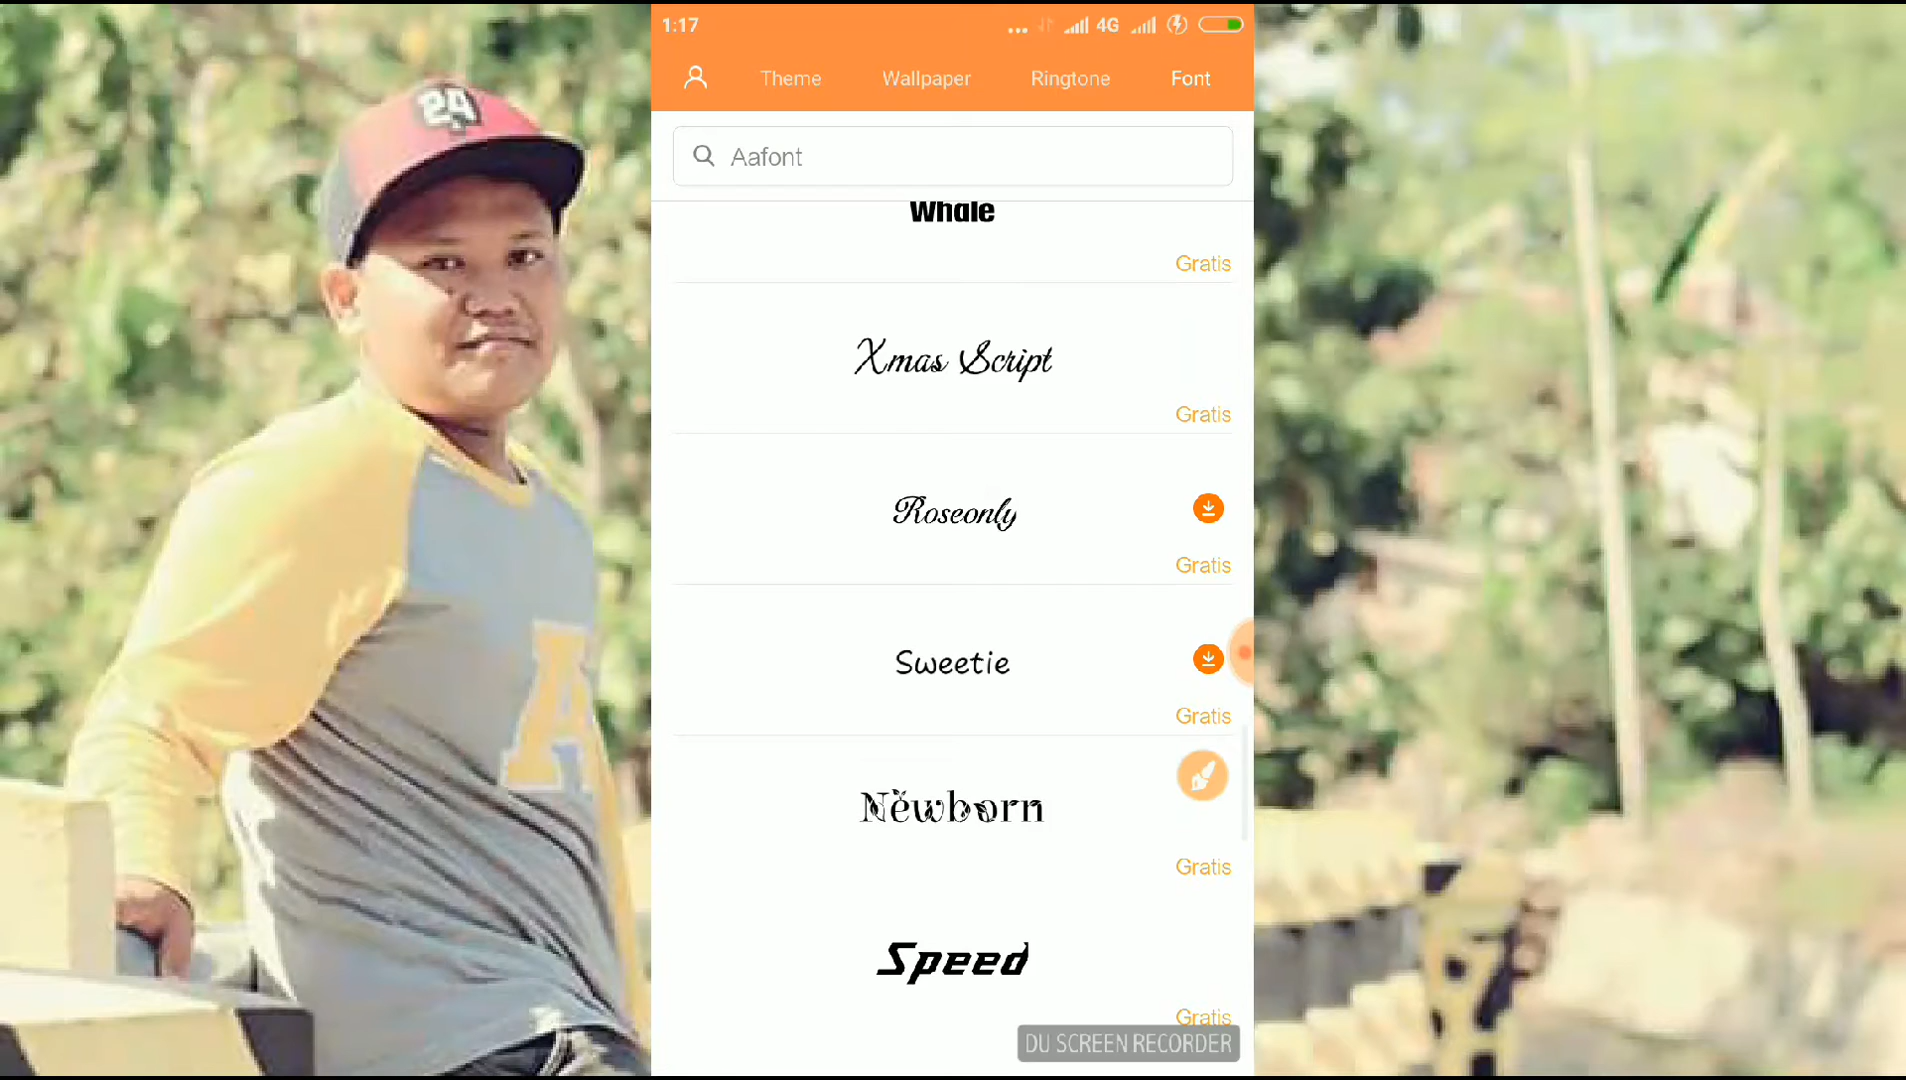 1:17 ... 4G
Theme Wallpaper Ringtone Font
Aafont
Whale
Gratis
Xmas Script
Gratis
Roseonly
Gratis
Sweetie
Gratis
Newborn
Gratis
Speed
Gratis
DU SCREEN RECORDER
24
A